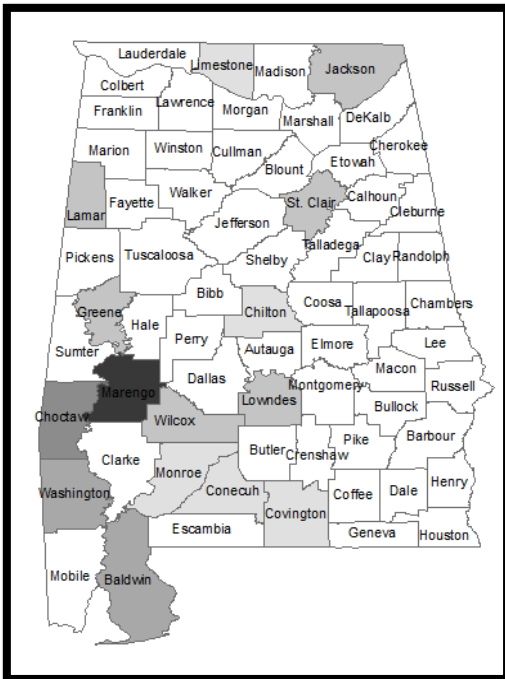 Lauderdale
Limestone
Madison
Jackson
Colbert
Franklin
Lawrence
Morgan
Marshall
DeKalb
Cherokee
Marion
Winston
Cullman
Blount
Etowah
Lamar
Fayette
Walker
Jefferson
St. Clair
Calhoun
Cleburne
Pickens
Tuscaloosa
Shelby
Talladega
Clay
Randolph
Greene
Hale
Bibb
Chilton
Coosa
Tallapoosa
Chambers
Sumter
Perry
Autauga
Elmore
Lee
Marengo
Dallas
Montgomery
Macon
Russell
Choctaw
Wilcox
Lowndes
Bullock
Clarke
Butler
Crenshaw
Pike
Barbour
Washington
Monroe
Conecuh
Covington
Coffee
Dale
Henry
Escambia
Geneva
Houston
Mobile
Baldwin